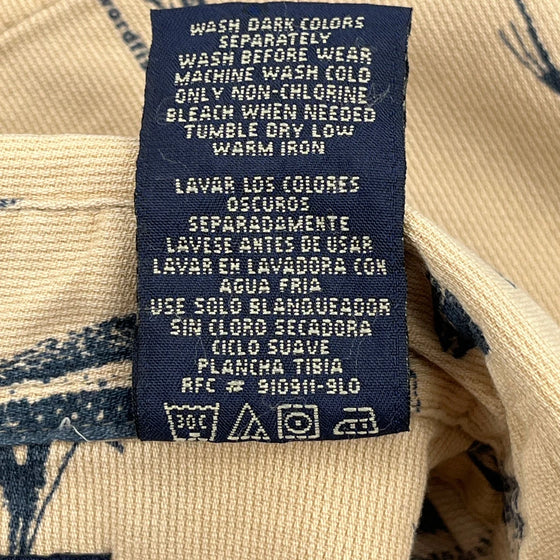 WASH DARK COLORS
SEPARATELY
WASH BEFORE WEAR
MACHINE WASH COLD
ONLY NON-CHLORINE
BLEACH WHEN NEEDED
TUMBLE DRY LOW
WARM IRON
LAVAR LOS COLORES
OSCUROS
SEPARADAMENTE
LAVESE ANTES DE USAR
LAVAR EN LAVADORA CON
AGUA FRIA
USE SOLO BLANQUEADOR
SIN CLORO SECADORA
CICLO SUAVE
PLANCHA TIBIA
RFC # 910911-9L0
30C